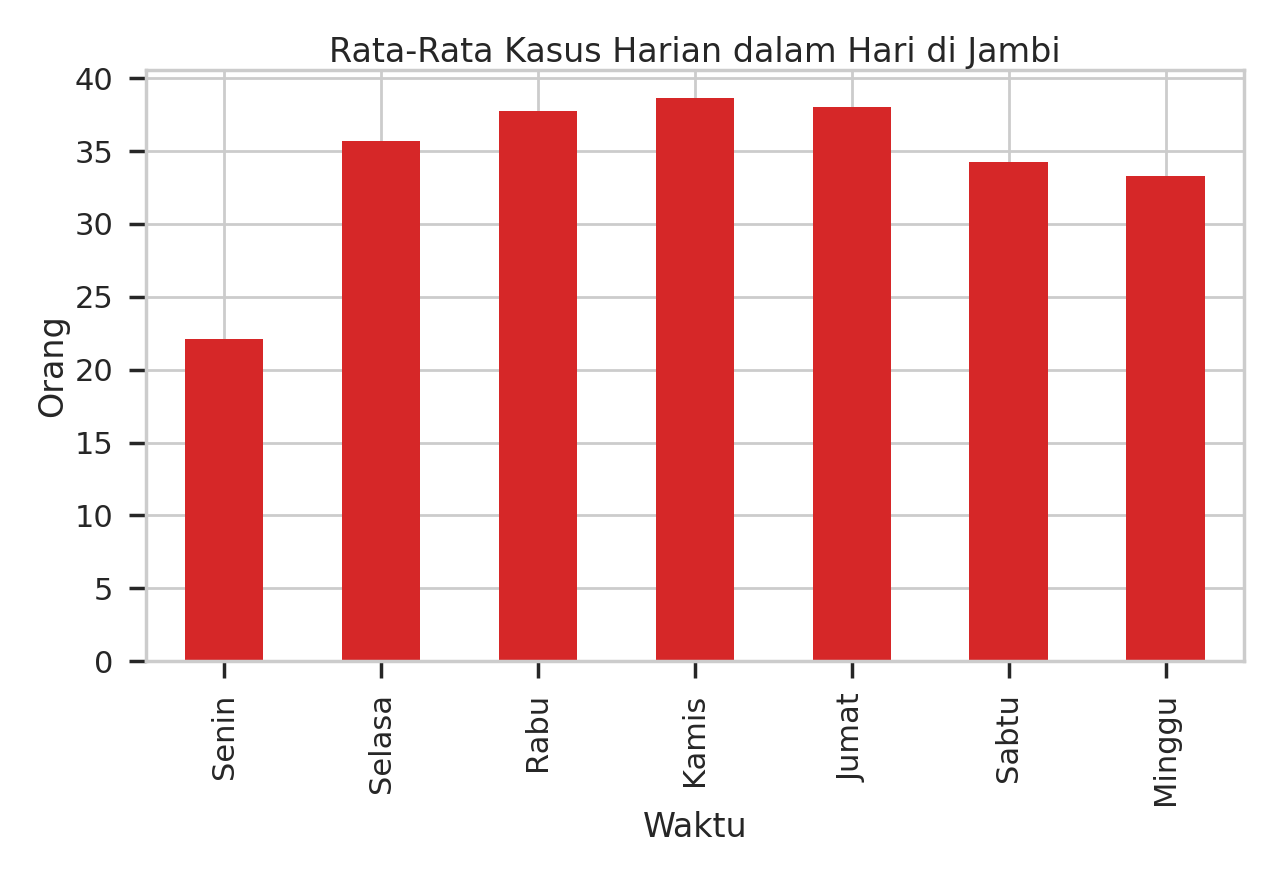 Rata-Rata Kasus Harian dalam Hari di Jambi
40
35
30
25
20
15
10
5
0
Orang
Senin
Selasa
Rabu
Kamis
Jumat
Sabtu
Minggu
Waktu